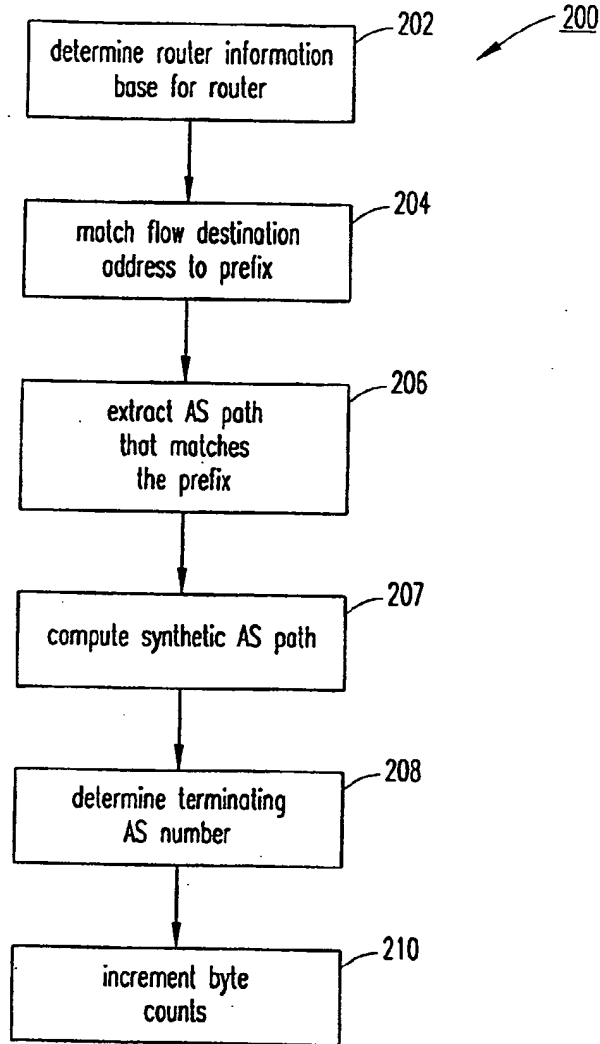 200
202
determine router information
base for router
204
match flow destination
address to prefix
206
extract AS path
that matches
the prefix
207
compute synthetic AS path
208
determine terminating
AS number
210
increment byte
counts